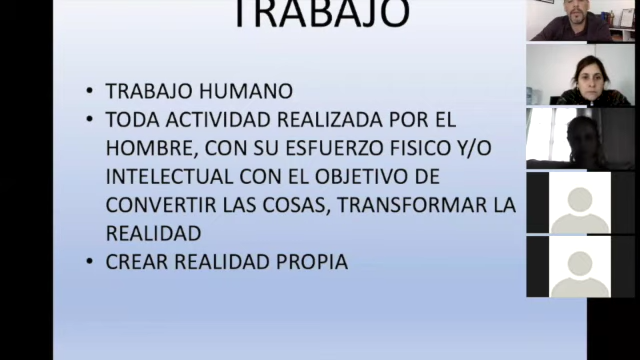 TRABAJO
• TRABAJO HUMANO
• TODA ACTIVIDAD REALIZADA POR EL
HOMBRE, CON SU ESFUERZO FISICO Y/O
INTELECTUAL CON EL OBJETIVO DE
CONVERTIR LAS COSAS, TRANSFORMAR LA
REALIDAD
• CREAR REALIDAD PROPIA